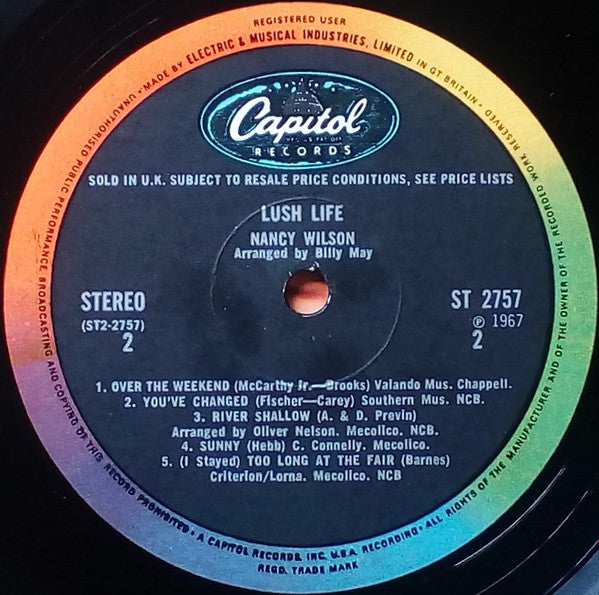 REGISTERED USER
• MADE BY ELECTRIC & MUSICAL INDUSTRIES, LIMITED IN GT BRITAIN •
Capitol
RECORDS
SOLD IN U.K. SUBJECT TO RESALE PRICE CONDITIONS, SEE PRICE LISTS
LUSH LIFE
NANCY WILSON
Arranged by Billy May
STEREO
(ST2-2757)
2
ST 2757
℗ 1967
2
1. OVER THE WEEKEND (McCarthy Jr.—Brooks) Valando Mus. Chappell.
2. YOU'VE CHANGED (Fischer—Carey) Southern Mus. NCB.
3. RIVER SHALLOW (A. & D. Previn)
Arranged by Oliver Nelson. Mecolico. NCB.
4. SUNNY (Hebb) C. Connelly. Mecolico.
5. (I Stayed) TOO LONG AT THE FAIR (Barnes)
Criterion/Lorna. Mecolico. NCB
UNAUTHORISED PUBLIC PERFORMANCE, BROADCASTING AND COPYING OF THIS RECORD PROHIBITED • A CAPITOL RECORDS, INC. U.S.A. RECORDING • ALL RIGHTS OF THE MANUFACTURER AND OF THE OWNER OF THE RECORDED WORK RESERVED
REGD. TRADE MARK